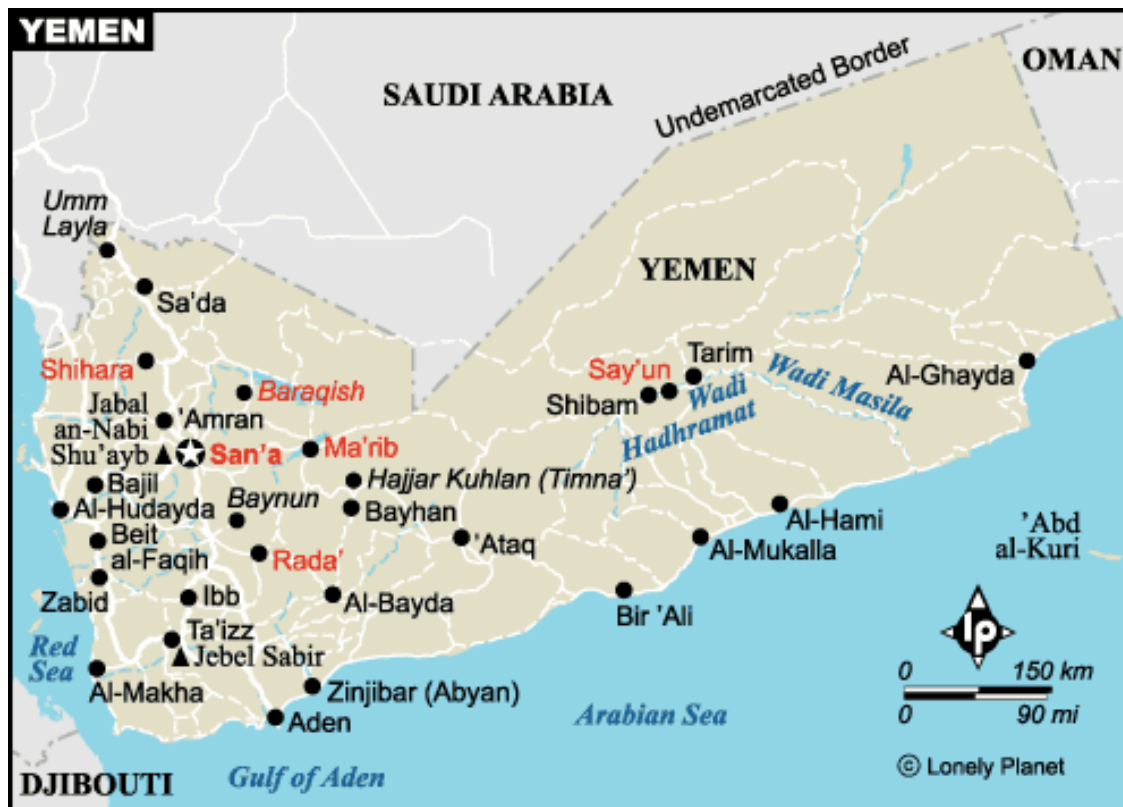 YEMEN
SAUDI ARABIA
OMAN
Undemarcated Border
Umm
Layla
Sa'da
YEMEN
Shihara
Baraqish
Say'un
Tarim
Al-Ghayda
Shibam
Wadi
Hadhramat
Wadi Masila
Jabal
an-Nabi
Shu'ayb
'Amran
San'a
Ma'rib
Bajil
Hajjar Kuhlan (Timna')
Al-Hudayda
Baynun
Bayhan
Al-Hami
Beit
al-Faqih
'Ataq
Al-Mukalla
'Abd
al-Kuri
Rada'
Zabid
Ibb
Al-Bayda
Bir 'Ali
Ta'izz
Jebel Sabir
Red
Sea
lp
Al-Makha
Zinjibar (Abyan)
0 150 km
0 90 mi
Aden
Arabian Sea
DJIBOUTI
Gulf of Aden
© Lonely Planet